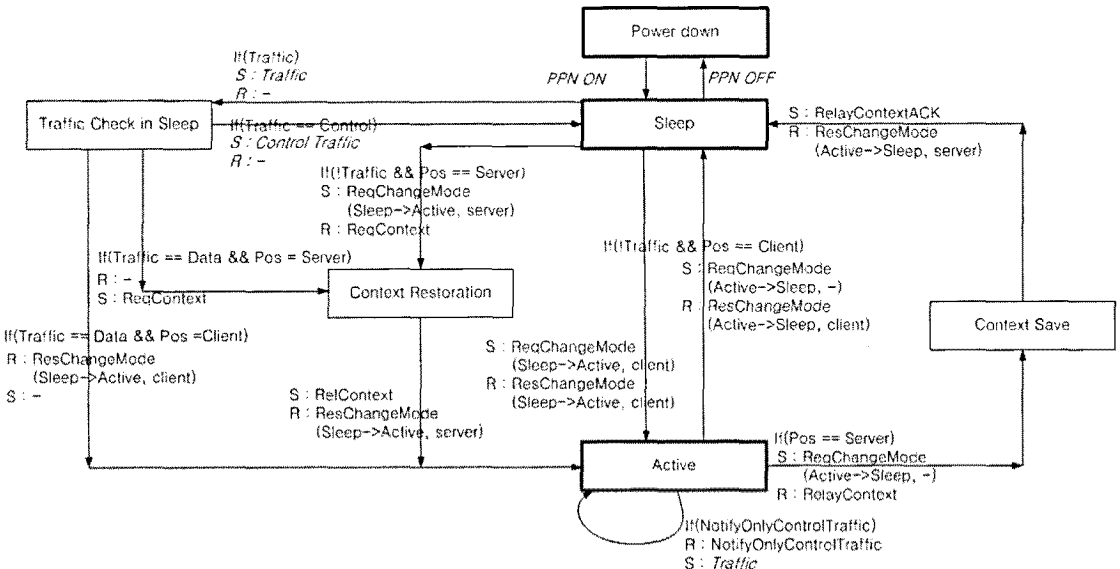 Power down
If(Traffic)
S : Traffic
R : -
PPN ON
PPN OFF
Traffic Check in Sleep
Sleep
If(Traffic == Control)
S : Control Traffic
R : -
S : RelayContextACK
R : ResChangeMode
(Active->Sleep, server)
If(!Traffic && Pos == Server)
S : ReqChangeMode
(Sleep->Active, server)
R : ReqContext
If(!Traffic && Pos == Client)
S : ReqChangeMode
(Active->Sleep, -)
R : ResChangeMode
(Active->Sleep, client)
If(Traffic == Data && Pos = Server)
R : -
S : ReqContext
Context Restoration
Context Save
If(Traffic == Data && Pos =Client)
R : ResChangeMode
(Sleep->Active, client)
S : -
S : ReqChangeMode
(Sleep->Active, client)
R : ResChangeMode
(Sleep->Active, client)
S : RelContext
R : ResChangeMode
(Sleep->Active, server)
Active
If(Pos == Server)
S : ReqChangeMode
(Active->Sleep, -)
R : RelayContext
If(NotifyOnlyControlTraffic)
R : NotifyOnlyControlTraffic
S : Traffic